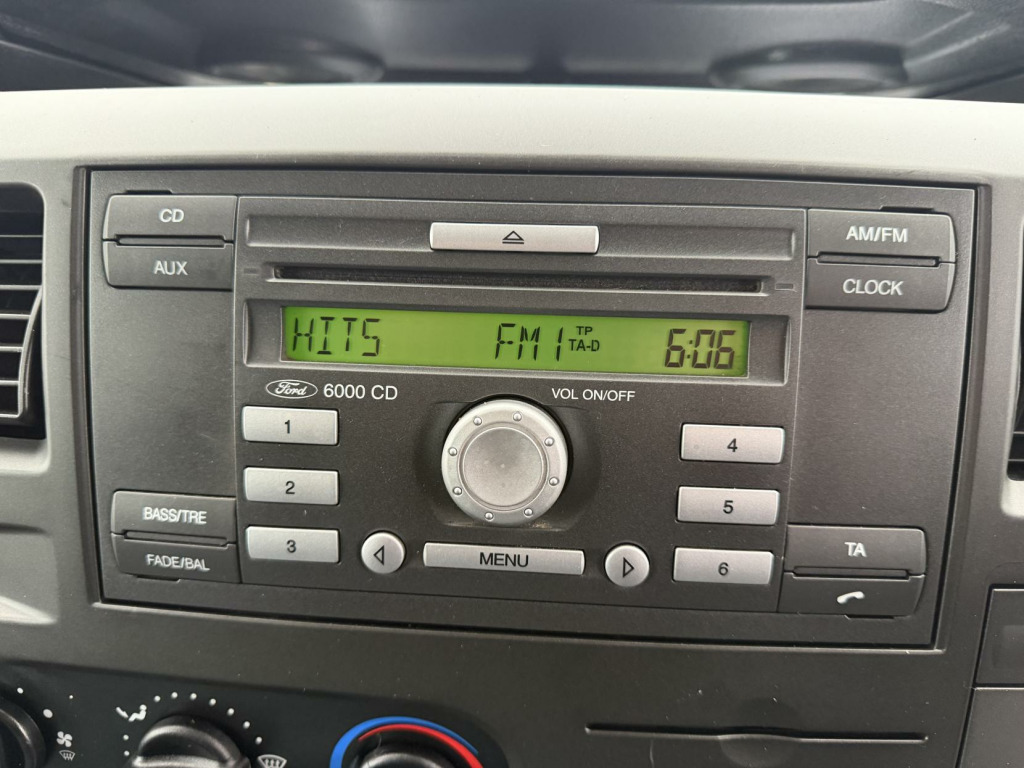 CD
AUX
AM/FM
CLOCK
HITS FM1 TP TA-D 6:06
Ford 6000 CD
VOL ON/OFF
1
2
3
4
5
6
BASS/TRE
FADE/BAL
MENU
TA